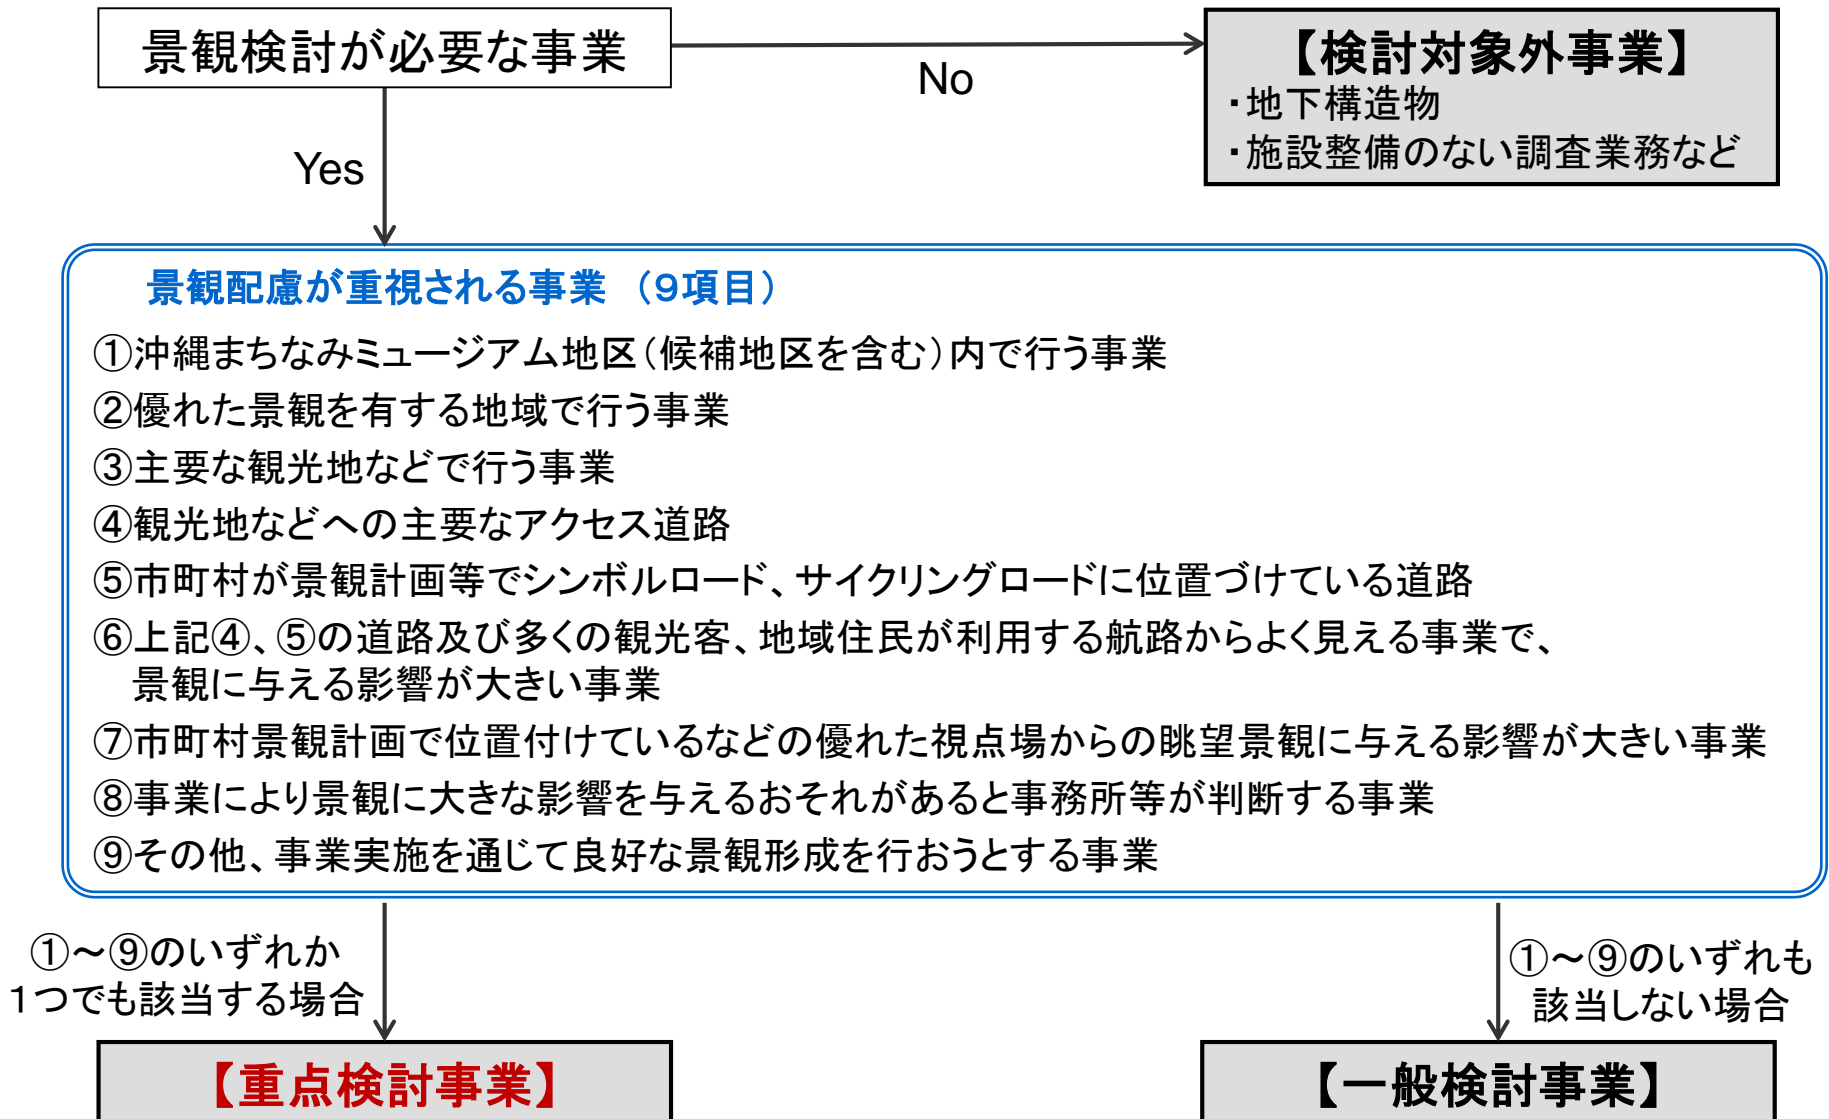 景観検討が必要な事業
No
【検討対象外事業】
・地下構造物
・施設整備のない調査業務など
Yes
景観配慮が重視される事業 （９項目）
①沖縄まちなみミュージアム地区（候補地区を含む）内で行う事業
②優れた景観を有する地域で行う事業
③主要な観光地などで行う事業
④観光地などへの主要なアクセス道路
⑤市町村が景観計画等でシンボルロード、サイクリングロードに位置づけている道路
⑥上記④、⑤の道路及び多くの観光客、地域住民が利用する航路からよく見える事業で、
景観に与える影響が大きい事業
⑦市町村景観計画で位置付けているなどの優れた視点場からの眺望景観に与える影響が大きい事業
⑧事業により景観に大きな影響を与えるおそれがあると事務所等が判断する事業
⑨その他、事業実施を通じて良好な景観形成を行おうとする事業
①～⑨のいずれか
１つでも該当する場合
①～⑨のいずれも
該当しない場合
【重点検討事業】
【一般検討事業】